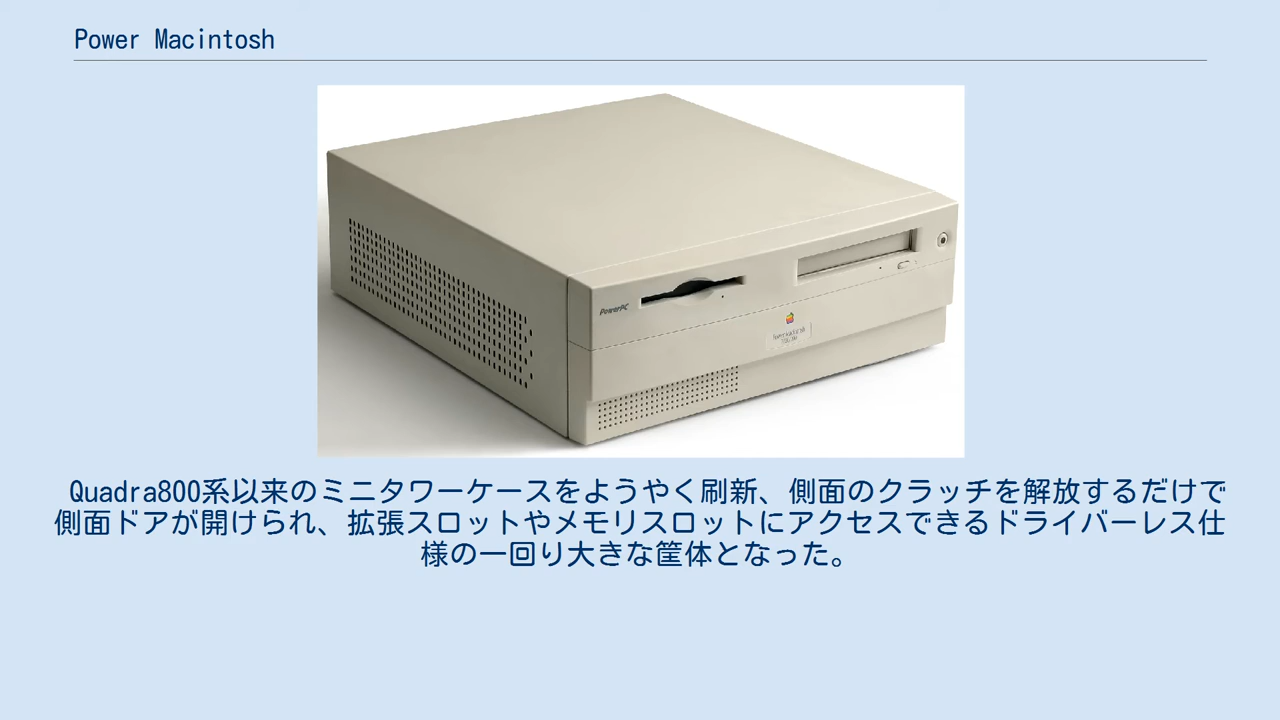 Power Macintosh
PowerPC
Quadra800系以来のミニタワーケースをようやく刷新、側面のクラッチを解放するだけで
側面ドアが開けられ、拡張スロットやメモリスロットにアクセスできるドライバーレス仕
様の一回り大きな筐体となった。